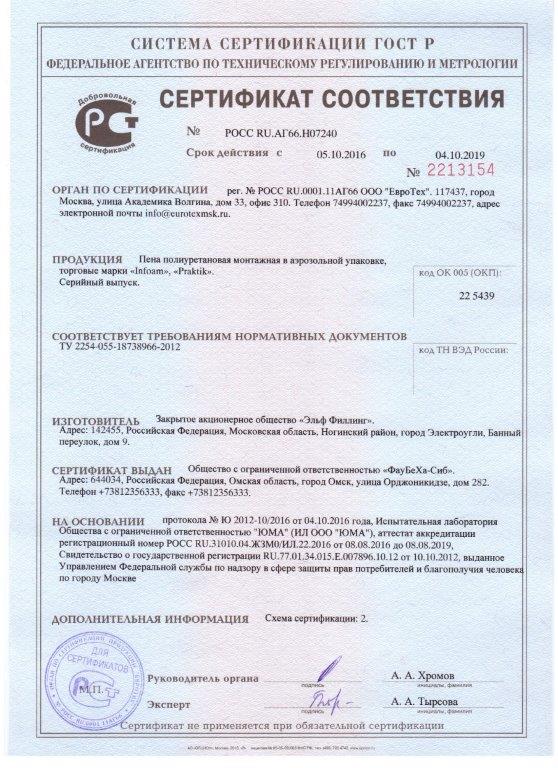 СИСТЕМА СЕРТИФИКАЦИИ ГОСТ Р
ФЕДЕРАЛЬНОЕ АГЕНТСТВО ПО ТЕХНИЧЕСКОМУ РЕГУЛИРОВАНИЮ И МЕТРОЛОГИИ
Добровольная
сертификация
СЕРТИФИКАТ СООТВЕТСТВИЯ
№ РОСС RU.АГ66.Н07240
Срок действия с 05.10.2016 по 04.10.2019
№ 2213154
ОРГАН ПО СЕРТИФИКАЦИИ рег. № РОСС RU.0001.11АГ66 ООО "ЕвроТех". 117437, город
Москва, улица Академика Волгина, дом 33, офис 310. Телефон 74994002237, факс 74994002237, адрес
электронной почты info@eurotexmsk.ru.
ПРОДУКЦИЯ Пена полиуретановая монтажная в аэрозольной упаковке,
торговые марки «Infoam», «Praktik».
Серийный выпуск.
код ОК 005 (ОКП):
22 5439
СООТВЕТСТВУЕТ ТРЕБОВАНИЯМ НОРМАТИВНЫХ ДОКУМЕНТОВ
ТУ 2254-055-18738966-2012
код ТН ВЭД России:
ИЗГОТОВИТЕЛЬ Закрытое акционерное общество «Эльф Филлинг».
Адрес: 142455, Российская Федерация, Московская область, Ногинский район, город Электроугли, Банный
переулок, дом 9.
СЕРТИФИКАТ ВЫДАН Общество с ограниченной ответственностью «ФауБеХа-Сиб».
Адрес: 644034, Российская Федерация, Омская область, город Омск, улица Орджоникидзе, дом 282.
Телефон +73812356333, факс +73812356333.
НА ОСНОВАНИИ протокола № Ю 2012-10/2016 от 04.10.2016 года, Испытательная лаборатория
Общества с ограниченной ответственностью "ЮМА" (ИЛ ООО "ЮМА"), аттестат аккредитации
регистрационный номер РОСС RU.31010.04.ЖЗМ0/ИЛ.22.2016 от 08.08.2016 до 08.08.2019,
Свидетельство о государственной регистрации RU.77.01.34.015.Е.007896.10.12 от 10.10.2012, выданное
Управлением Федеральной службы по надзору в сфере защиты прав потребителей и благополучия человека
по городу Москве
ДОПОЛНИТЕЛЬНАЯ ИНФОРМАЦИЯ Схема сертификации: 2.
ДЛЯ
СЕРТИФИКАТОВ
М.П.
Руководитель органа А. А. Хромов
подпись инициалы, фамилия
Эксперт А. А. Тырсова
подпись инициалы, фамилия
Сертификат не применяется при обязательной сертификации